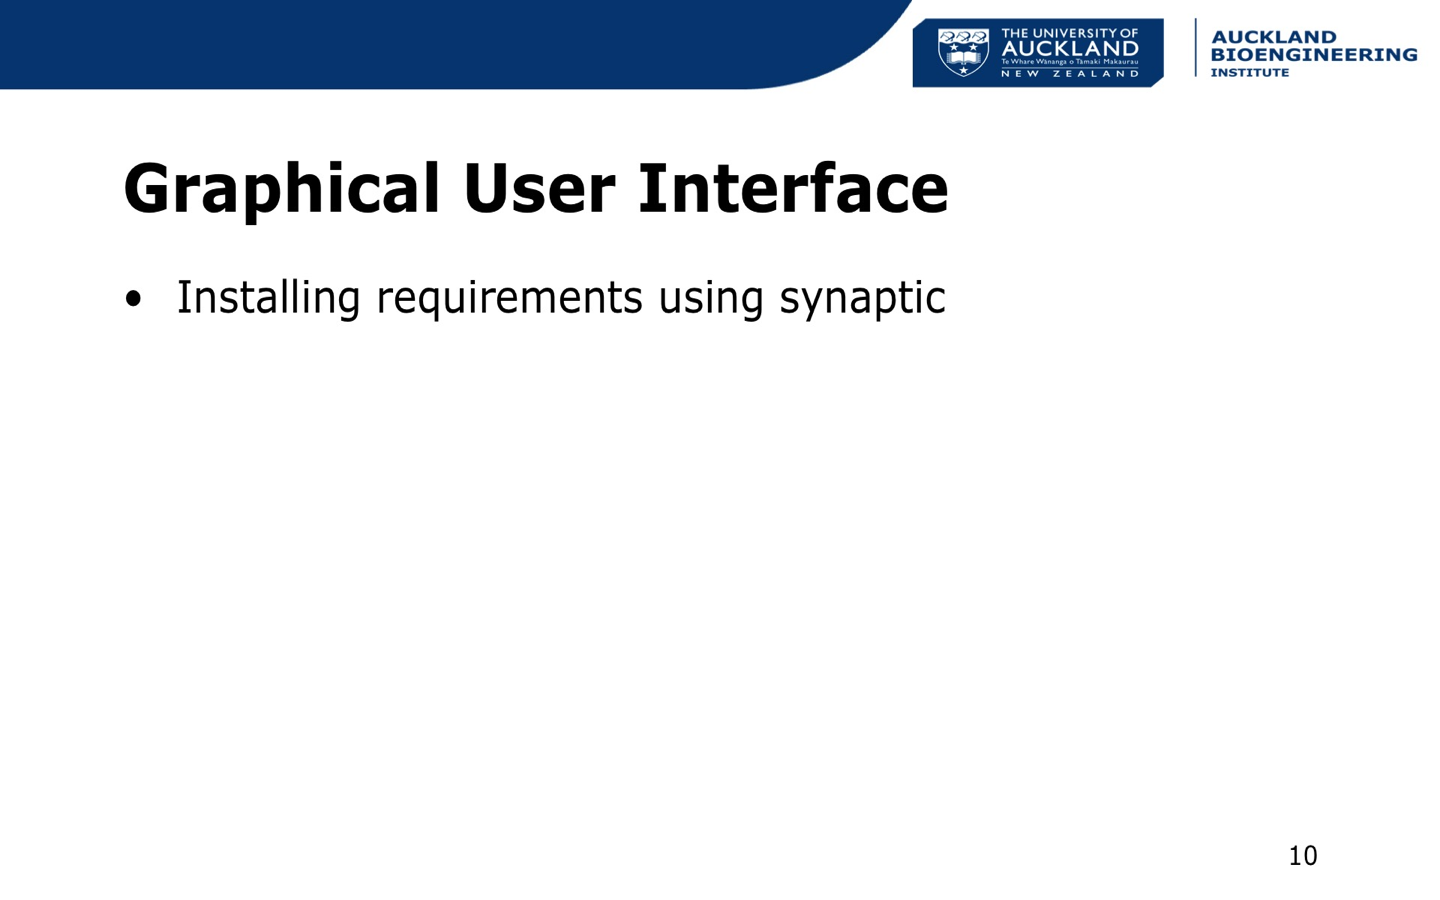 THE UNIVERSITY OF
AUCKLAND
Te Whare Wānanga o Tāmaki Makaurau
NEW ZEALAND
AUCKLAND
BIOENGINEERING
INSTITUTE
Graphical User Interface
• Installing requirements using synaptic
10